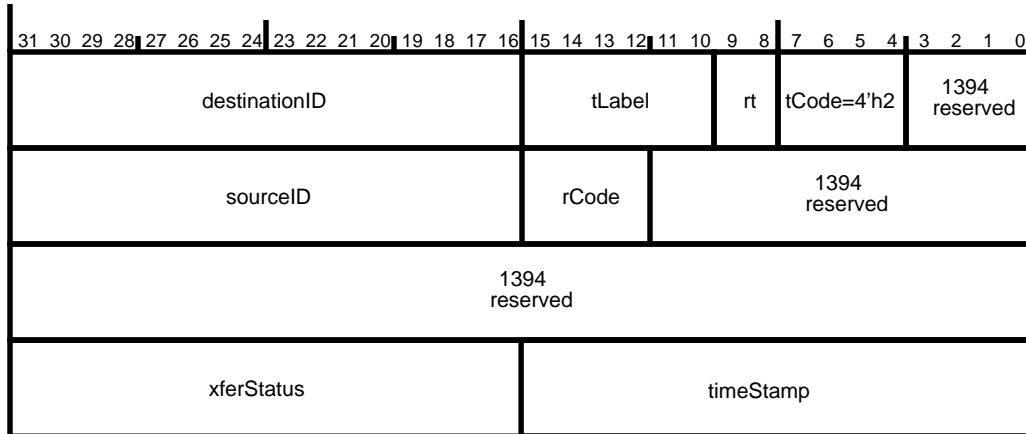 31 30 29 28 27 26 25 24 23 22 21 20 19 18 17 16 15 14 13 12 11 10 9 8 7 6 5 4 3 2 1 0
destinationID tLabel rt tCode=4'h2 1394
reserved
sourceID rCode 1394
reserved
1394
reserved
xferStatus timeStamp